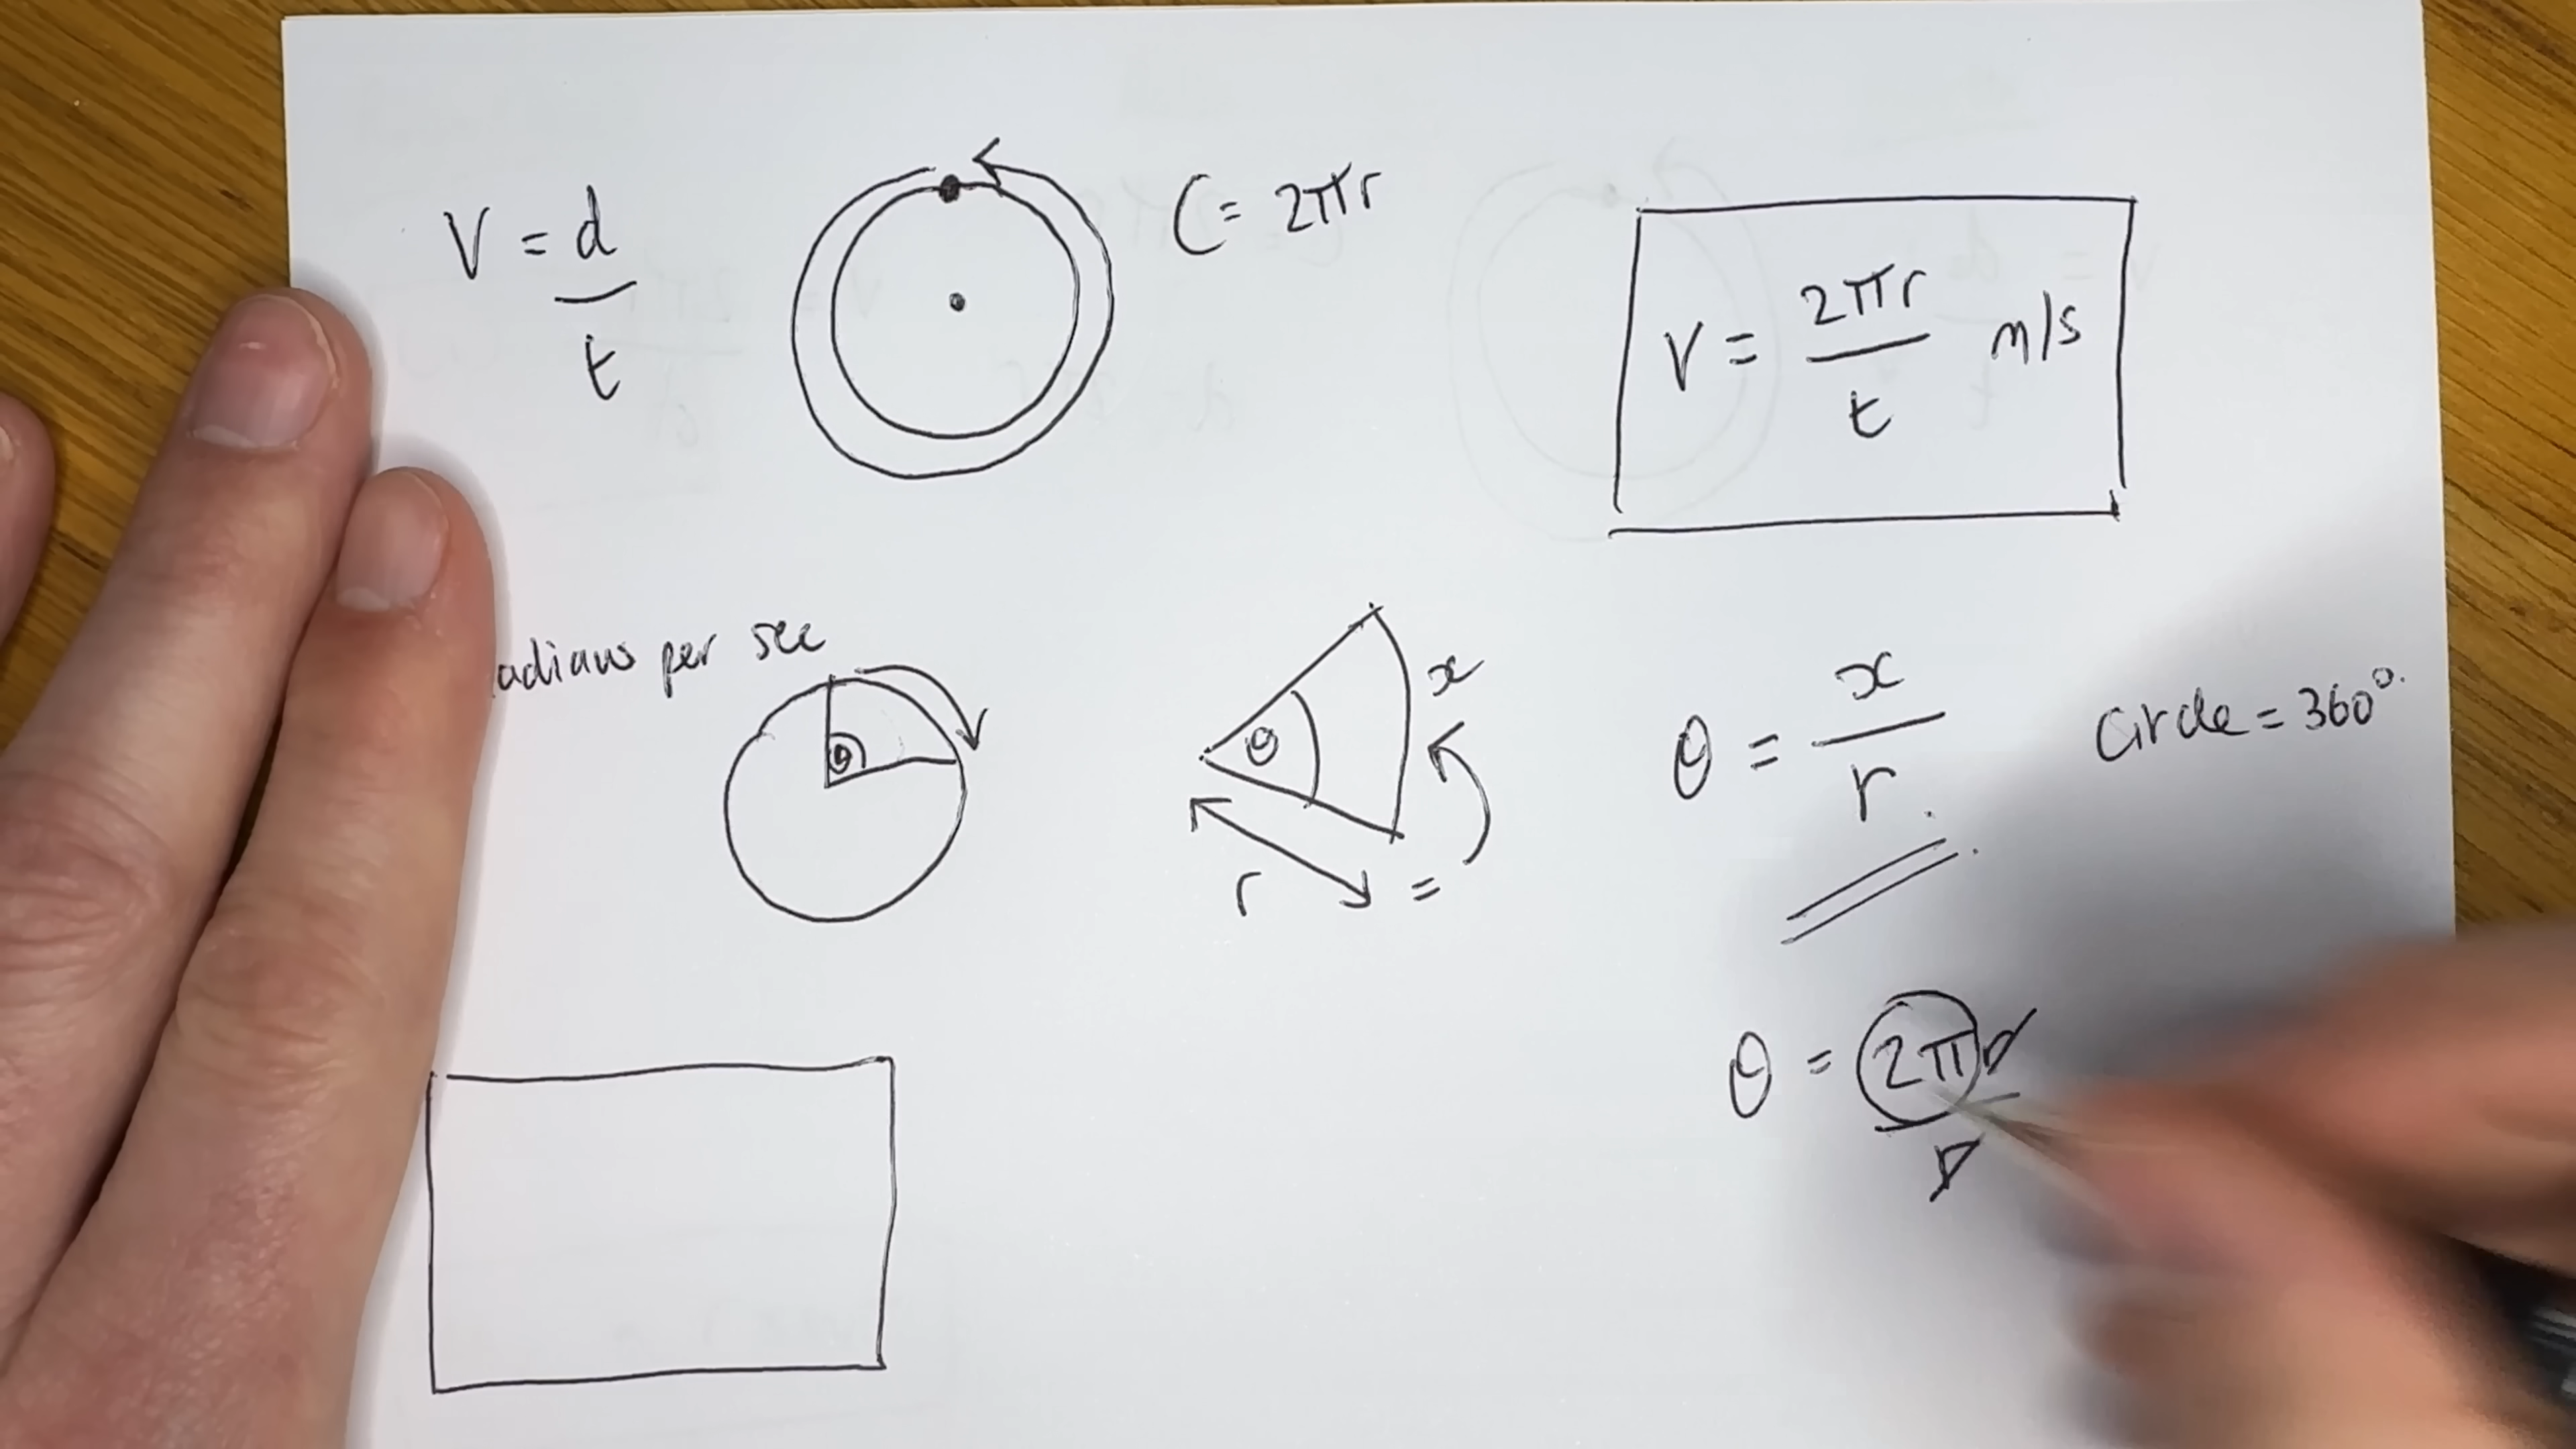 V = d/t
C = 2πr
V = 2πr/t m/s
adians per sec
θ
θ
x
r =
θ = x/r.
Circle = 360°.
θ = 2πr/r